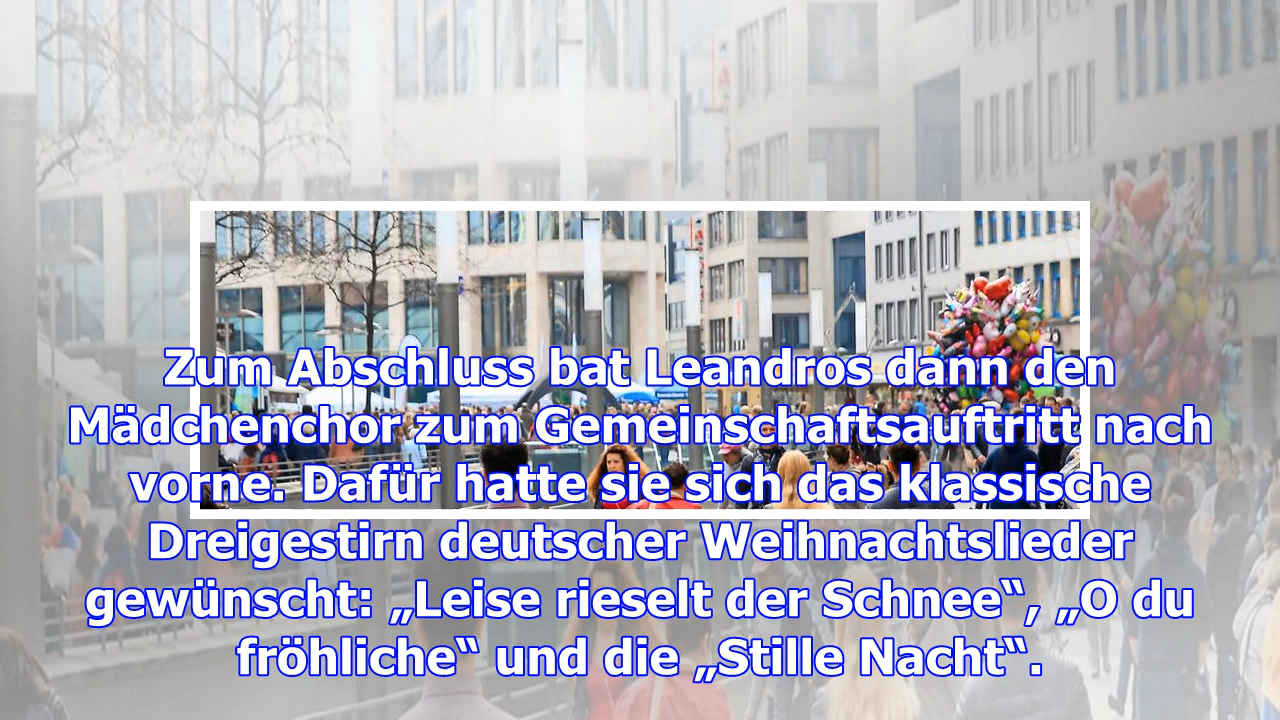 Zum Abschluss bat Leandros dann den
Mädchenchor zum Gemeinschaftsauftritt nach
vorne. Dafür hatte sie sich das klassische
Dreigestirn deutscher Weihnachtslieder
gewünscht: „Leise rieselt der Schnee“, „O du
fröhliche“ und die „Stille Nacht“.